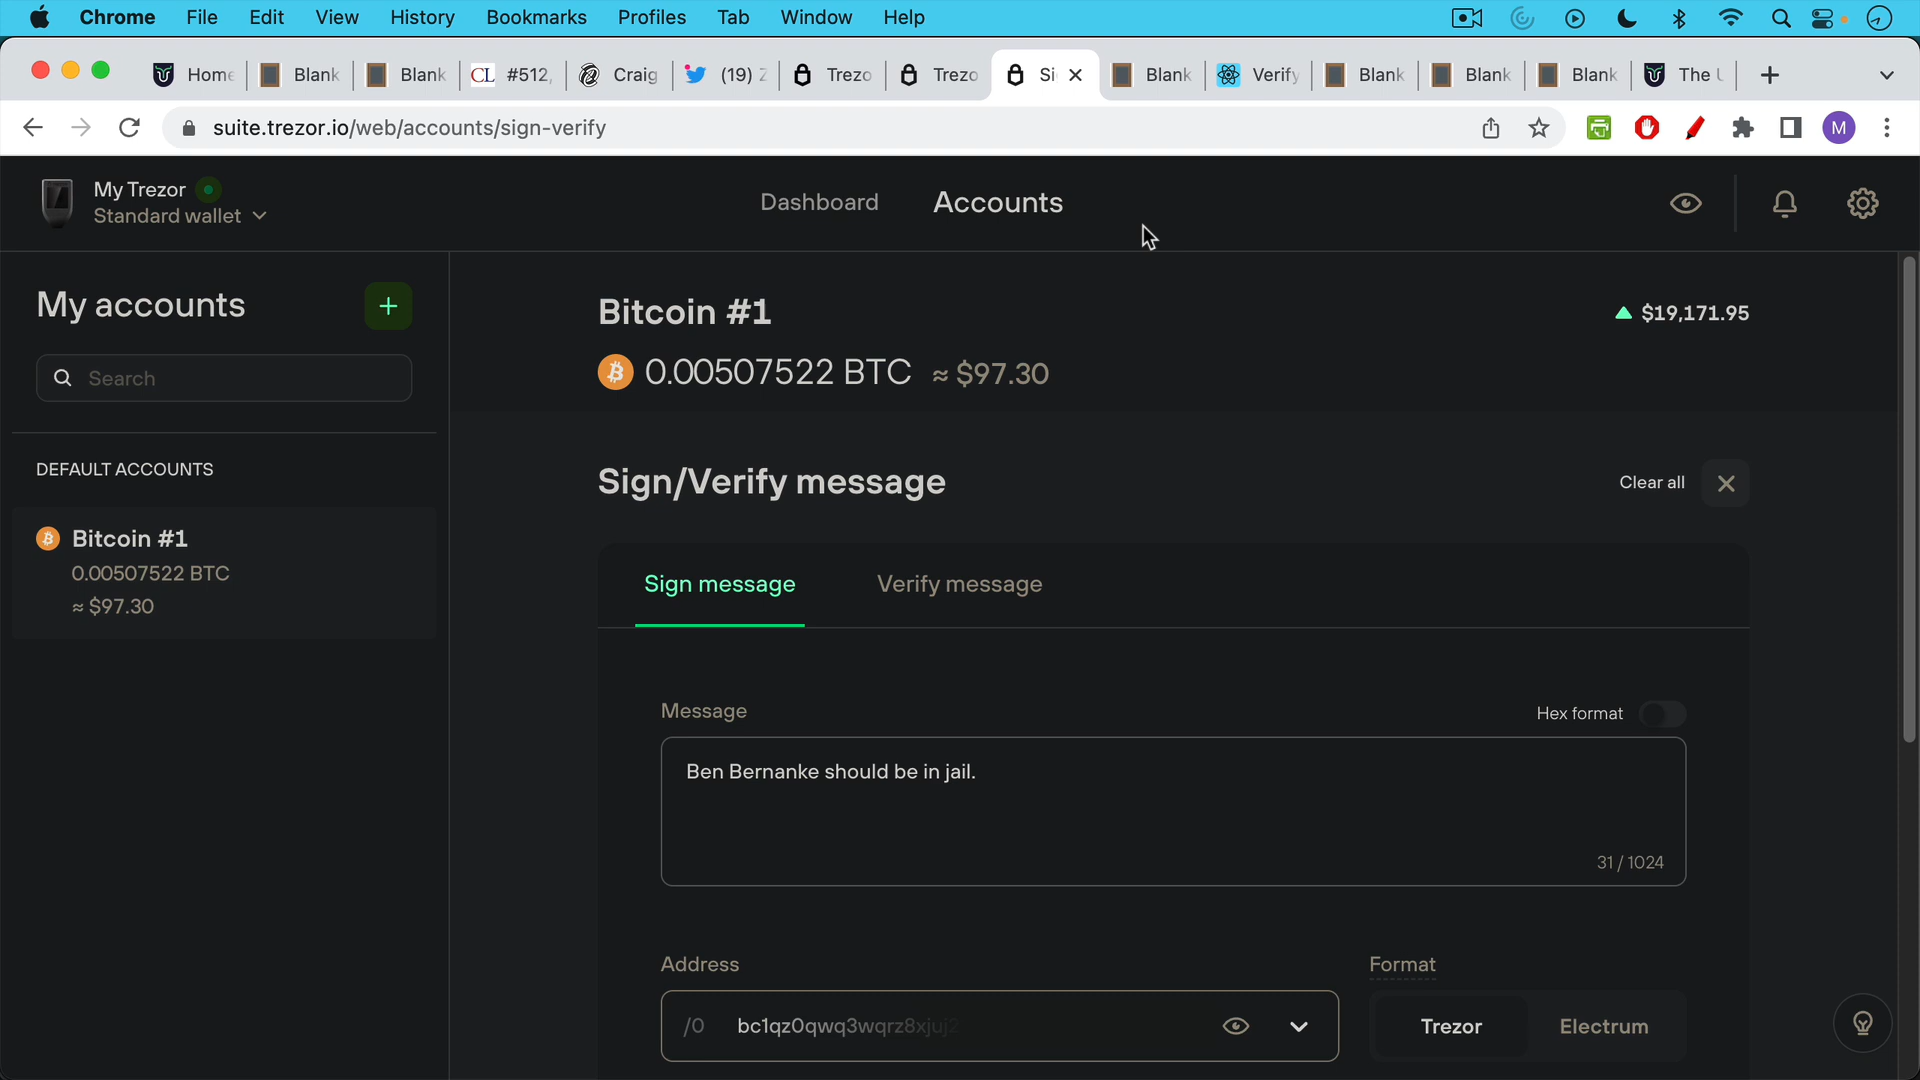 Chrome File Edit View History Bookmarks Profiles Tab Window Help
Home Blank Blank CL #512, Craig (19) Trezo Trezo Si Blank Verify Blank Blank Blank The
suite.trezor.io/web/accounts/sign-verify
M
My Trezor
Standard wallet
Dashboard
Accounts
My accounts
+
Search
DEFAULT ACCOUNTS
Bitcoin #1
0.00507522 BTC
≈ $97.30
Bitcoin #1
$19,171.95
0.00507522 BTC ≈ $97.30
Sign/Verify message
Clear all
Sign message
Verify message
Message
Hex format
Ben Bernanke should be in jail.
31 / 1024
Address
Format
/0 bc1qz0qwq3wqrz8xjuj2
Trezor
Electrum